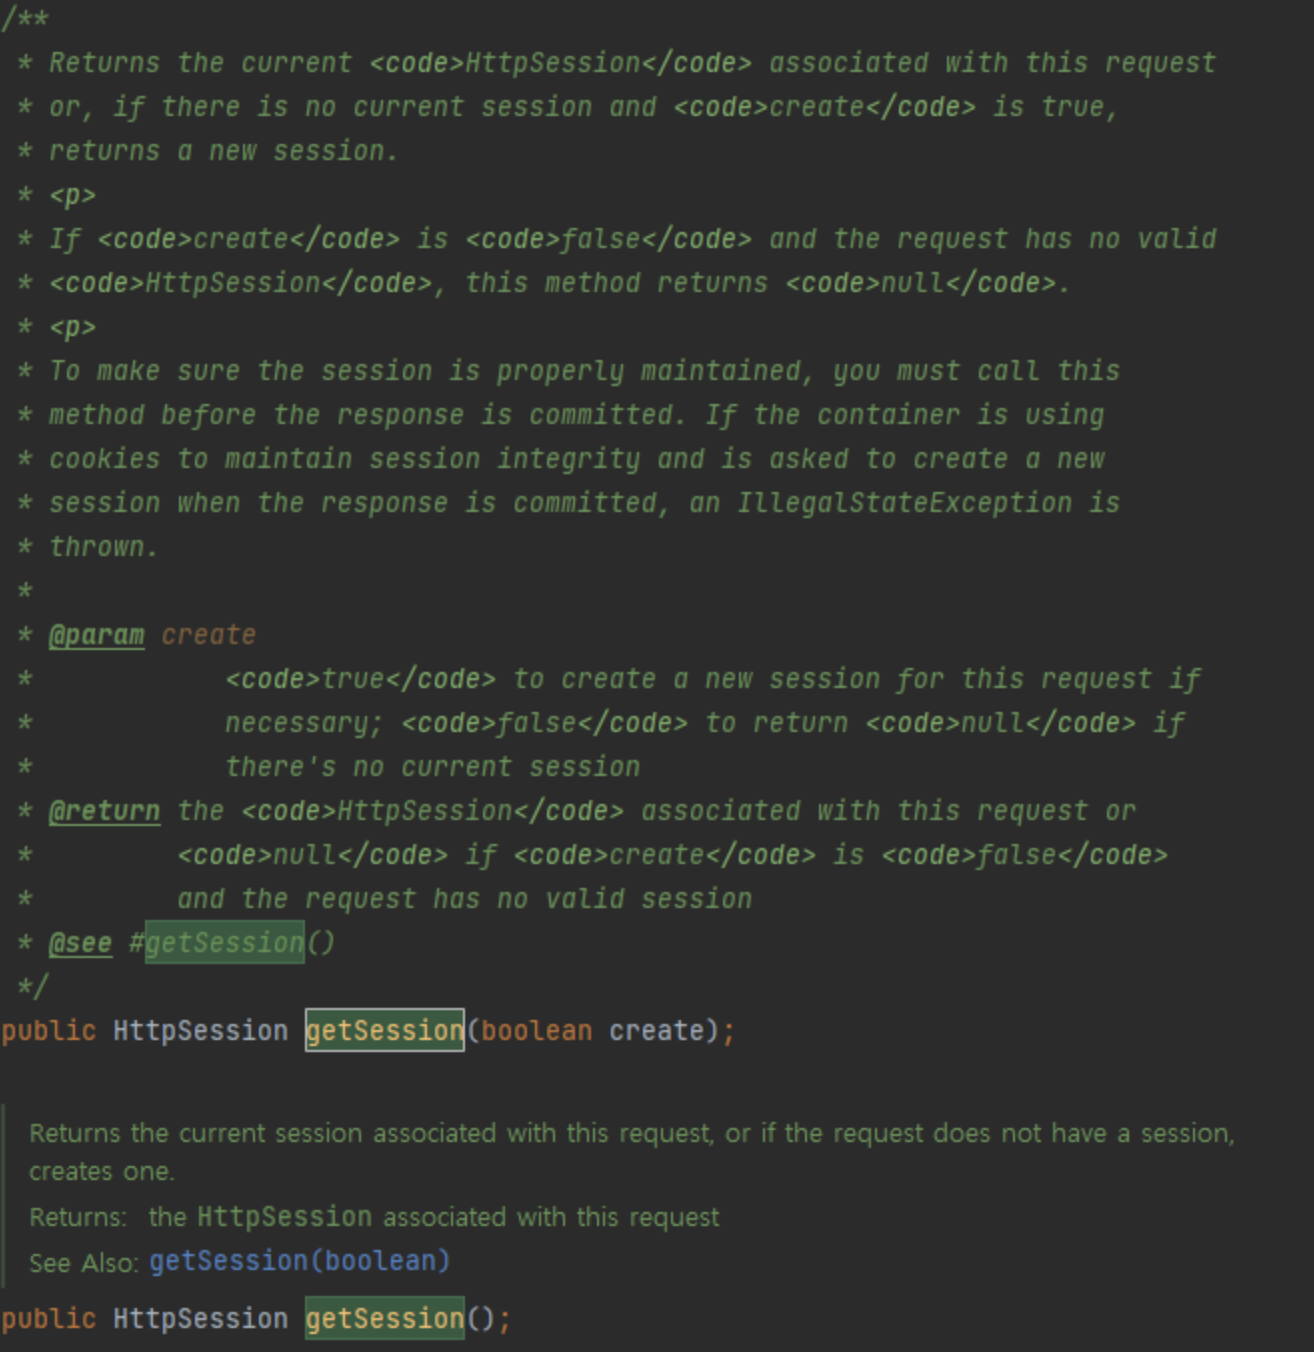 /**
 * Returns the current <code>HttpSession</code> associated with this request
 * or, if there is no current session and <code>create</code> is true,
 * returns a new session.
 * <p>
 * If <code>create</code> is <code>false</code> and the request has no valid
 * <code>HttpSession</code>, this method returns <code>null</code>.
 * <p>
 * To make sure the session is properly maintained, you must call this
 * method before the response is committed. If the container is using
 * cookies to maintain session integrity and is asked to create a new
 * session when the response is committed, an IllegalStateException is
 * thrown.
 *
 * @param create
 *            <code>true</code> to create a new session for this request if
 *            necessary; <code>false</code> to return <code>null</code> if
 *            there's no current session
 * @return the <code>HttpSession</code> associated with this request or
 *         <code>null</code> if <code>create</code> is <code>false</code>
 *         and the request has no valid session
 * @see #getSession()
 */
public HttpSession getSession(boolean create);
Returns the current session associated with this request, or if the request does not have a session,
creates one.
Returns: the HttpSession associated with this request
See Also: getSession(boolean)
public HttpSession getSession();